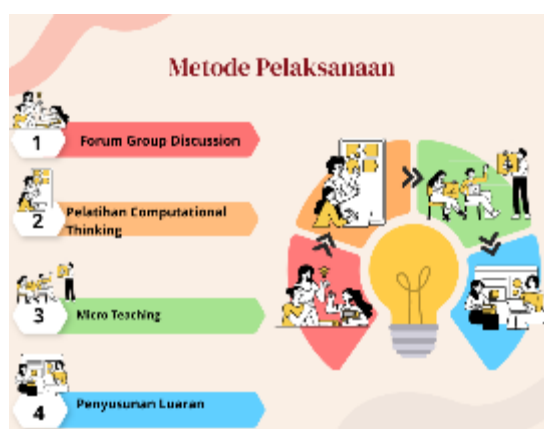 Metode Pelaksanaan
1
Forum Group Discussion
2
Pelatihan Computational
Thinking
3
Micro Teaching
4
Penyusunan Luaran